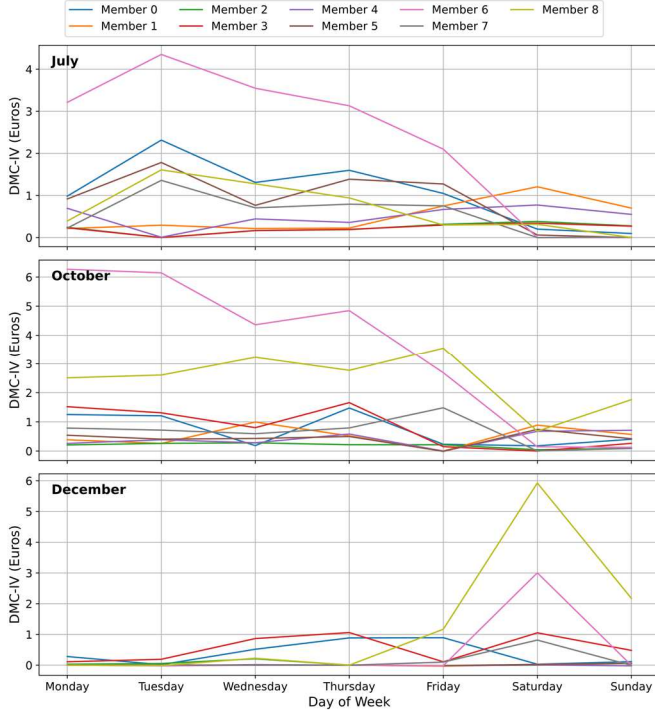 Member 0 Member 2 Member 4 Member 6 Member 8
Member 1 Member 3 Member 5 Member 7
July
DMC-IV (Euros)
4
3
2
1
0
October
DMC-IV (Euros)
6
5
4
3
2
1
0
December
DMC-IV (Euros)
6
5
4
3
2
1
0
Monday Tuesday Wednesday Thursday Friday Saturday Sunday
Day of Week